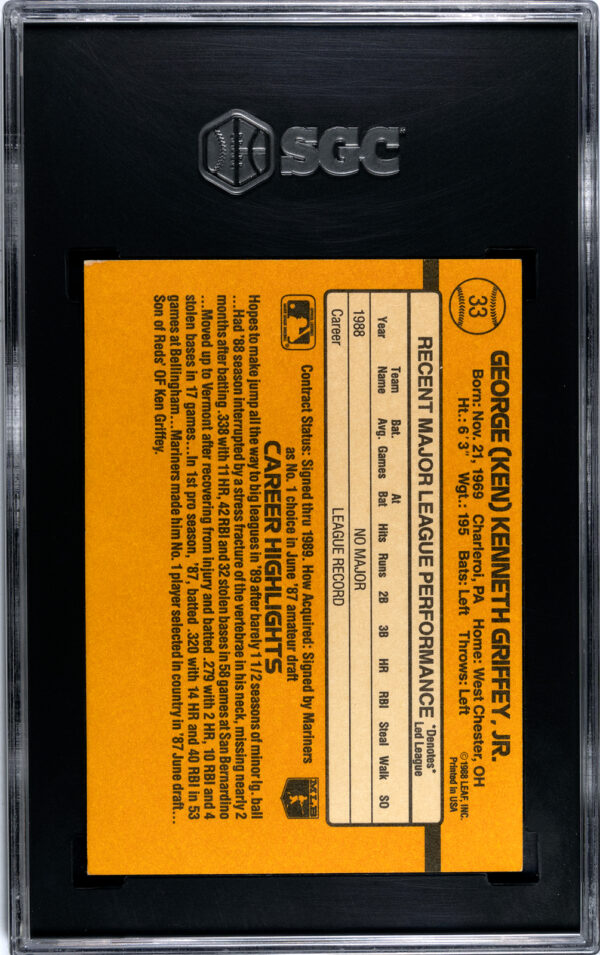 SGC
33
GEORGE (KEN) KENNETH GRIFFEY, JR.
Born: Nov. 21, 1969 Charleroi, PA Home: West Chester, OH
Ht.: 6'3" Wgt.: 195 Bats: Left Throws: Left
©1988 LEAF, INC.
Printed in USA
RECENT MAJOR LEAGUE PERFORMANCE
*Denotes*
Led League
Year Team Name Bat. Avg. Games At Bat Hits Runs 2B 3B HR RBI Steal Walk SO
1988 NO MAJOR
Career LEAGUE RECORD
Contract Status: Signed thru 1989. How Acquired: Signed by Mariners
as No. 1 choice in June '87 amateur draft
CAREER HIGHLIGHTS
MLB
Hopes to make jump all the way to big leagues in '89 after barely 1 1/2 seasons of minor lg. ball
...Had '88 season interrupted by a stress fracture of the vertebrae in his neck, missing nearly 2
months after batting .338 with 11 HR, 42 RBI and 32 stolen bases in 58 games at San Bernardino
...Moved up to Vermont after recovering from injury and batted .279 with 2 HR, 10 RBI and 4
stolen bases in 17 games...In 1st pro season, '87, batted .320 with 14 HR and 40 RBI in 53
games at Bellingham...Mariners made him No. 1 player selected in country in '87 June draft...
Son of Reds' OF Ken Griffey.